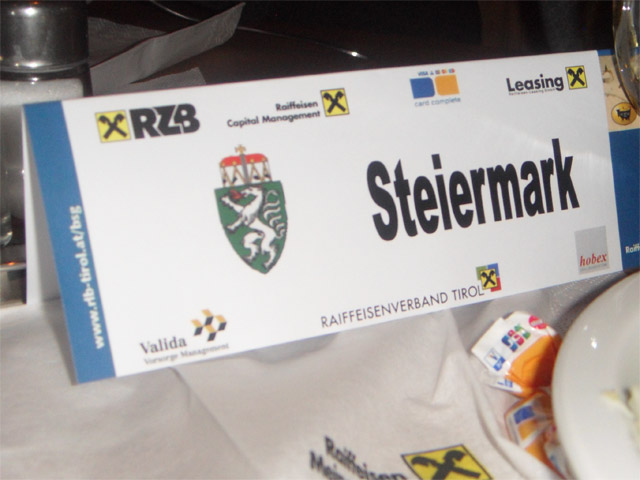 RZB
Raiffeisen
Capital Management
card complete
Leasing
Steiermark
www.rlb-tirol.at/bsg
hobex
RAIFFEISENVERBAND TIROL
Valida
Vorsorge Management
Raiffeisen